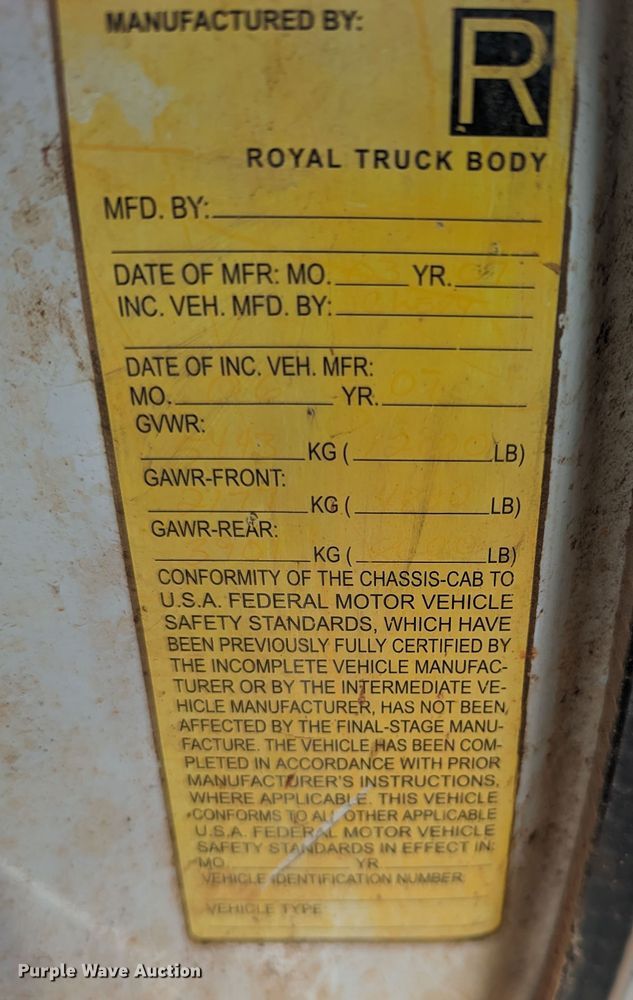 MANUFACTURED BY:
R
ROYAL TRUCK BODY
MFD. BY:
DATE OF MFR: MO. YR.
INC. VEH. MFD. BY:
DATE OF INC. VEH. MFR:
MO. YR. 07
GVWR:
KG ( LB)
GAWR-FRONT:
KG ( LB)
GAWR-REAR:
KG ( LB)
CONFORMITY OF THE CHASSIS-CAB TO
U.S.A. FEDERAL MOTOR VEHICLE
SAFETY STANDARDS, WHICH HAVE
BEEN PREVIOUSLY FULLY CERTIFIED BY
THE INCOMPLETE VEHICLE MANUFAC-
TURER OR BY THE INTERMEDIATE VE-
HICLE MANUFACTURER, HAS NOT BEEN
AFFECTED BY THE FINAL-STAGE MANU-
FACTURE. THE VEHICLE HAS BEEN COM-
PLETED IN ACCORDANCE WITH PRIOR
MANUFACTURER'S INSTRUCTIONS,
WHERE APPLICABLE. THIS VEHICLE
CONFORMS TO ALL OTHER APPLICABLE
U.S.A. FEDERAL MOTOR VEHICLE
SAFETY STANDARDS IN EFFECT IN:
MO. YR
VEHICLE IDENTIFICATION NUMBER
VEHICLE TYPE
Purple Wave Auction